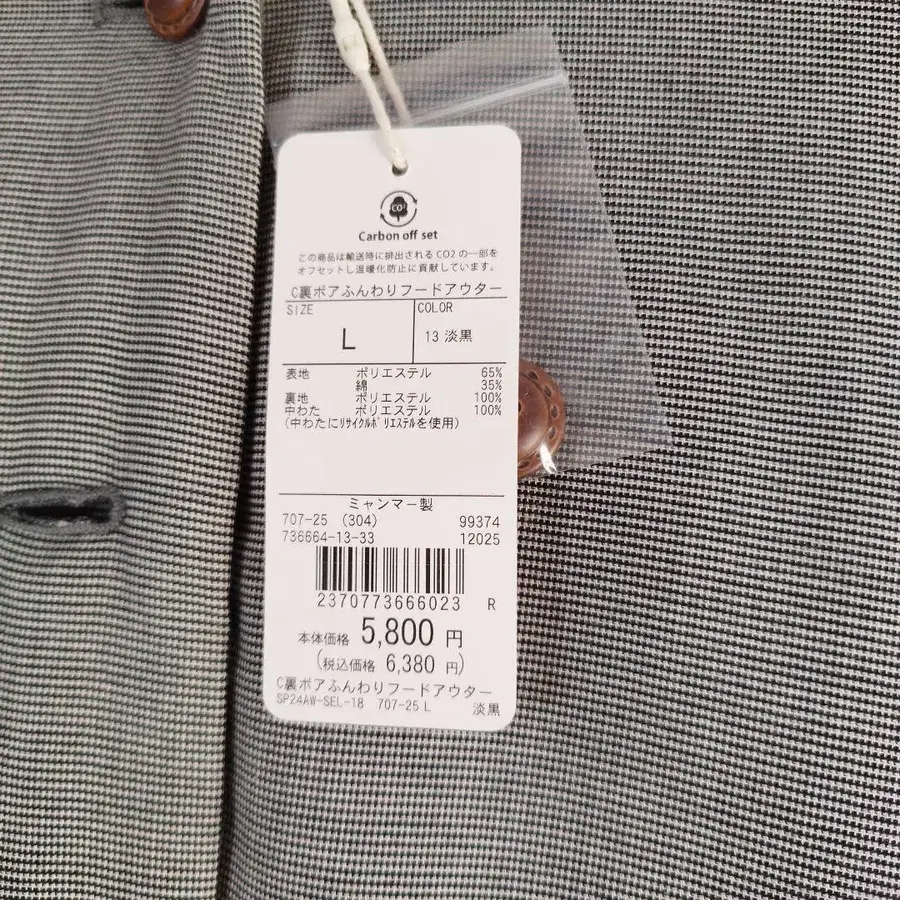 CO²
Carbon off set
この商品は輸送時に排出されるCO2の一部を
オフセットし温暖化防止に貢献しています。
C裏ボアふんわりフードアウター
SIZE COLOR
L 13 淡黒
表地 ポリエステル 65%
綿 35%
裏地 ポリエステル 100%
中わた ポリエステル 100%
(中わたにﾘｻｲｸﾙﾎﾟﾘｴｽﾃﾙを使用)
ミャンマー製
707-25 (304) 99374
736664-13-33 12025
2370773666023 R
本体価格 5,800 円
(税込価格 6,380 円)
C裏ボアふんわりフードアウター
SP24AW-SEL-18 707-25 L 淡黒